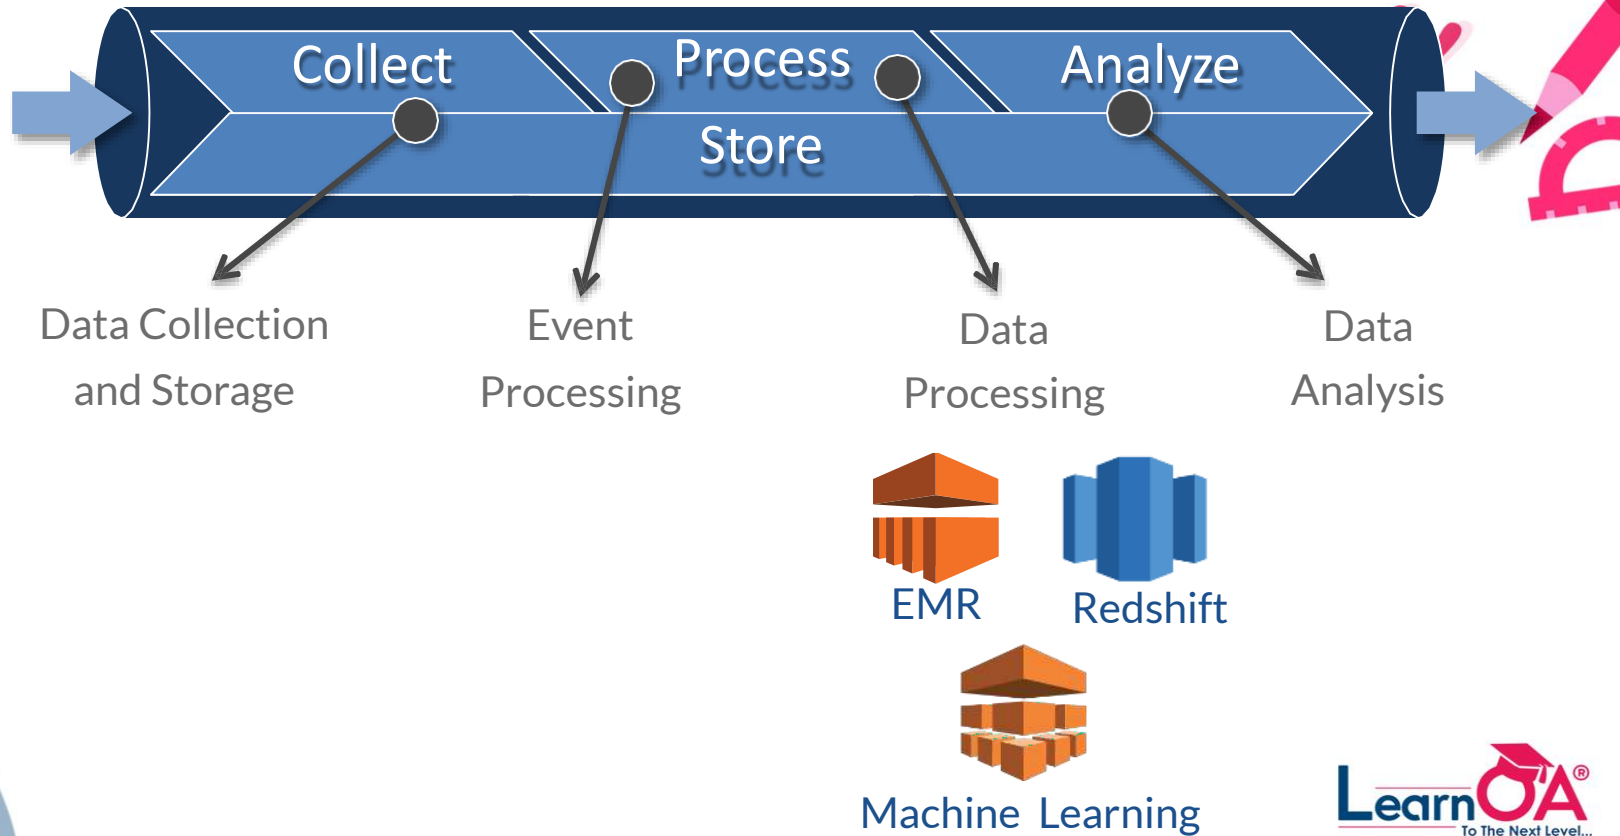 Collect
Process
Analyze
Store
Data Collection
and Storage
Event
Processing
Data
Processing
Data
Analysis
EMR
Redshift
Machine Learning
LearnOA®
To The Next Level...